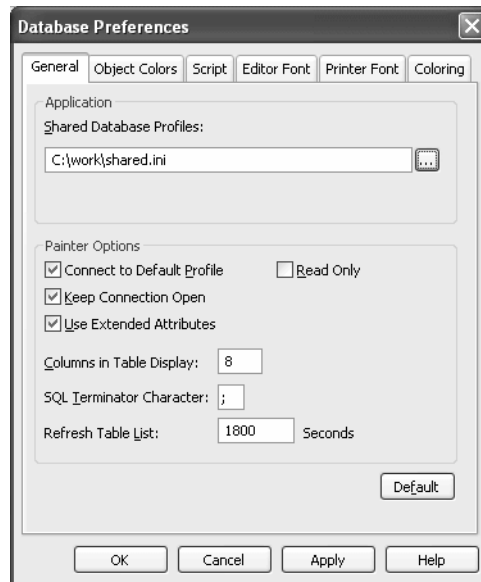 Database Preferences
General Object Colors Script Editor Font Printer Font Coloring
Application
Shared Database Profiles:
C:\work\shared.ini ...
Painter Options
Connect to Default Profile Read Only
Keep Connection Open
Use Extended Attributes
Columns in Table Display: 8
SQL Terminator Character: ;
Refresh Table List: 1800 Seconds
Default
OK Cancel Apply Help